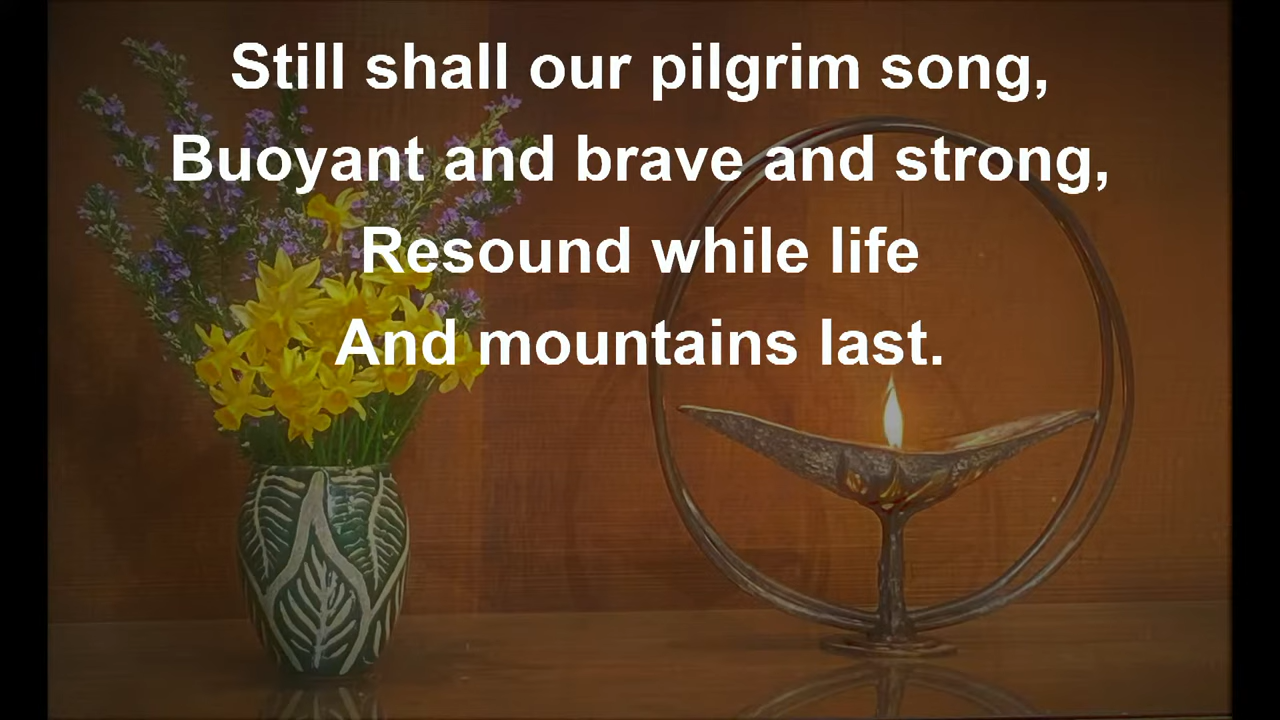 Still shall our pilgrim song,
Buoyant and brave and strong,
Resound while life
And mountains last.